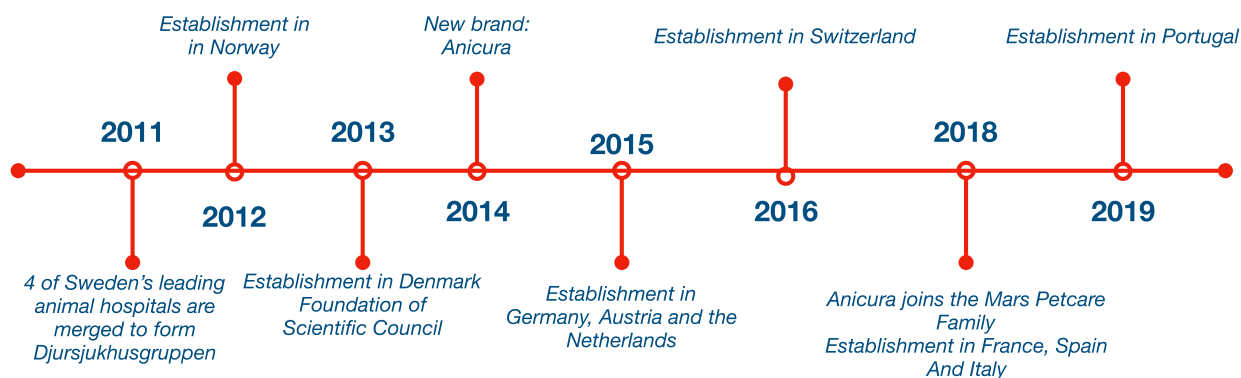 Establishment in
in Norway
New brand:
Anicura
Establishment in Switzerland
Establishment in Portugal
2011
2013
2015
2018
2012
2014
2016
2019
4 of Sweden’s leading
animal hospitals are
merged to form
Djursjukhusgruppen
Establishment in Denmark
Foundation of
Scientific Council
Establishment in
Germany, Austria and the
Netherlands
Anicura joins the Mars Petcare
Family
Establishment in France, Spain
And Italy